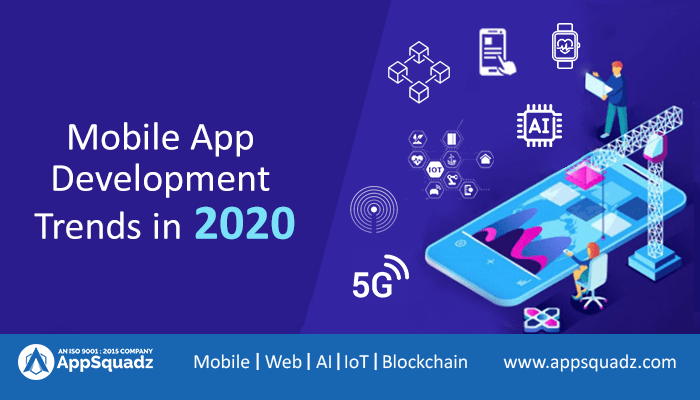 Mobile App
Development
Trends in 2020
AI
IOT
5G
AN ISO 9001 : 2015 COMPANY
AppSquadz
Mobile | Web | AI | IoT | Blockchain
www.appsquadz.com